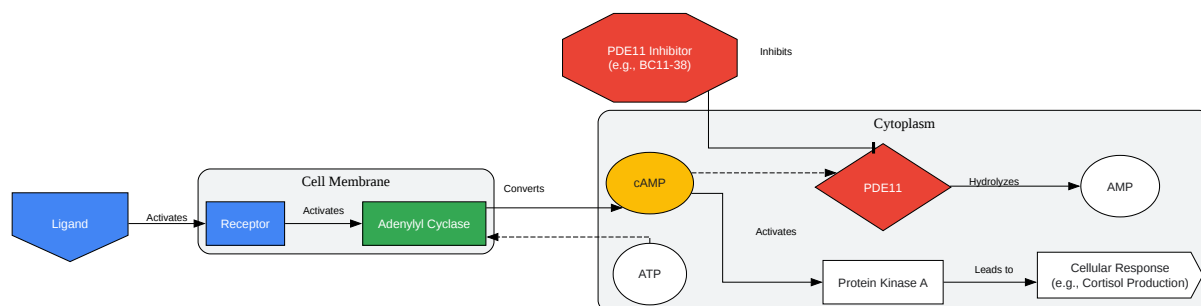 PDE11 Inhibitor
(e.g., BC11-38)
Inhibits
Cytoplasm
Cell Membrane
cAMP
PDE11
Hydrolyzes
AMP
Converts
Ligand
Activates
Receptor
Activates
Adenylyl Cyclase
Activates
ATP
Protein Kinase A
Leads to
Cellular Response
(e.g., Cortisol Production)